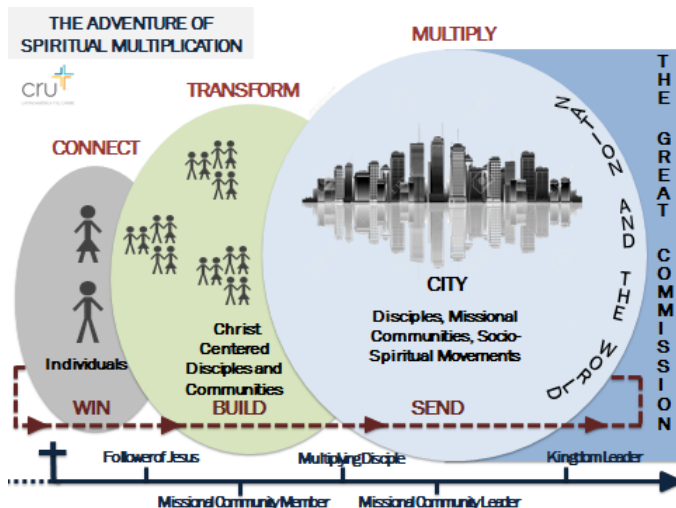 THE ADVENTURE OF
SPIRITUAL MULTIPLICATION
cru
CONNECT
TRANSFORM
MULTIPLY
THE GREAT COMMISSION
NATION AND THE WORLD
Individuals
Christ
Centered
Disciples and
Communities
CITY
Disciples, Missional
Communities, Socio-
Spiritual Movements
WIN
BUILD
SEND
Follower of Jesus
Multiplying Disciple
Kingdom Leader
Missional Community Member
Missional Community Leader